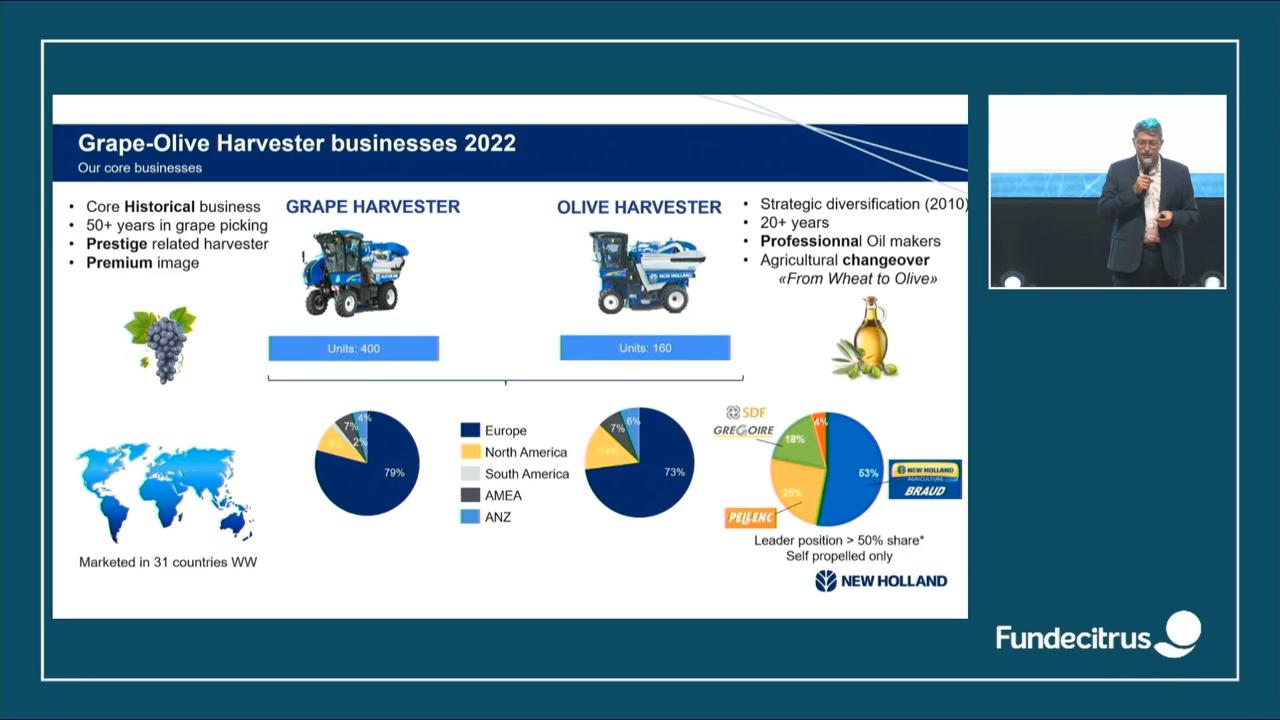 Grape-Olive Harvester businesses 2022
Our core businesses
• Core Historical business
• 50+ years in grape picking
• Prestige related harvester
• Premium image
GRAPE HARVESTER
OLIVE HARVESTER
• Strategic diversification (2010)
• 20+ years
• Professionnal Oil makers
• Agricultural changeover
«From Wheat to Olive»
NEW HOLLAND
Units: 400
Units: 160
4%
7%
2%
79%
Europe
North America
South America
AMEA
ANZ
6%
7%
14%
73%
SDF
GREGOIRE
4%
18%
53%
25%
NEW HOLLAND
AGRICULTURE
BRAUD
PELLENC
Leader position > 50% share*
Self propelled only
Marketed in 31 countries WW
NEW HOLLAND
Fundecitrus